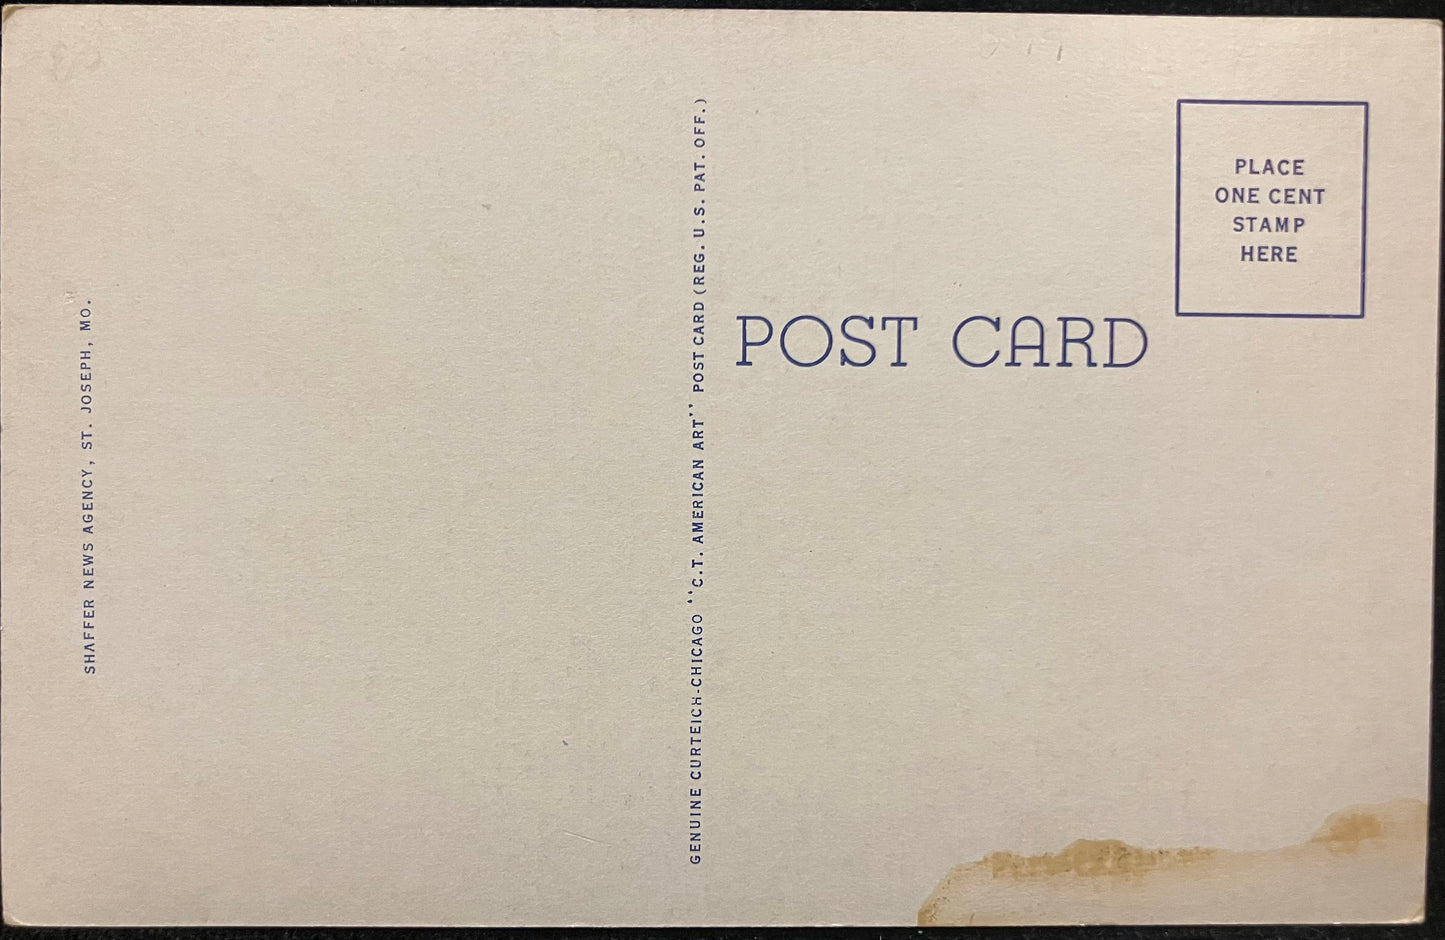 SHAFFER NEWS AGENCY, ST. JOSEPH, MO.
GENUINE CURTEICH-CHICAGO "C.T. AMERICAN ART" POST CARD (REG. U.S. PAT. OFF.)
POST CARD
PLACE
ONE CENT
STAMP
HERE